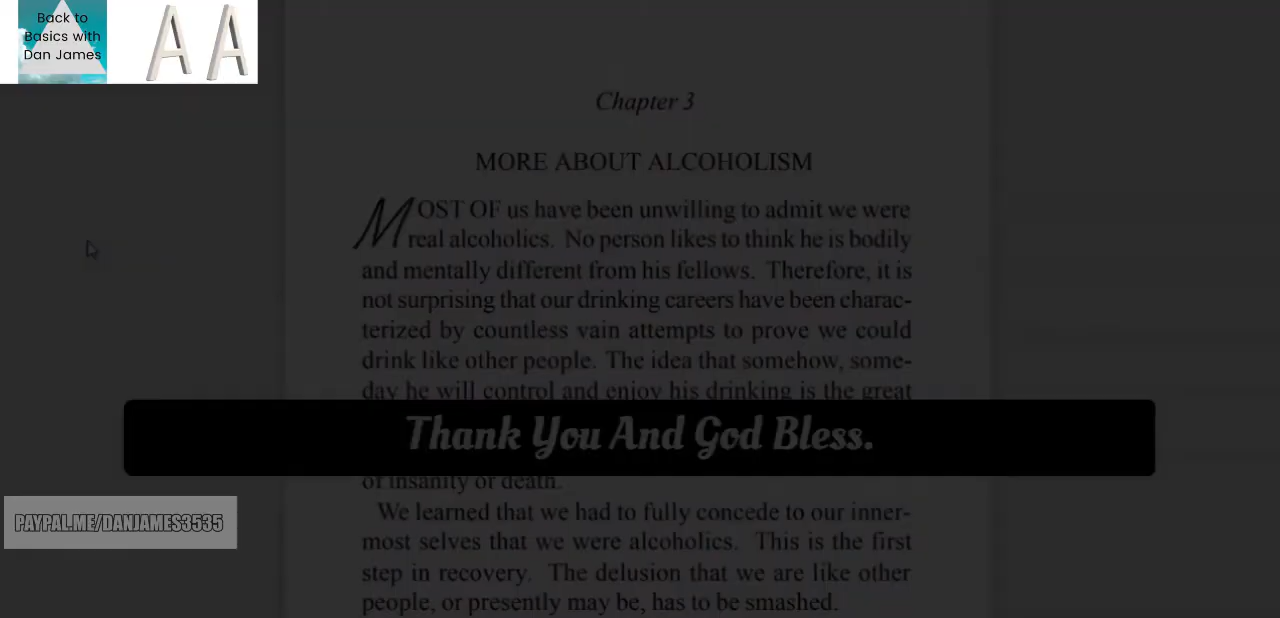 Back to
Basics with
Dan James
A A
Chapter 3
MORE ABOUT ALCOHOLISM
MOST OF us have been unwilling to admit we were
real alcoholics. No person likes to think he is bodily
and mentally different from his fellows. Therefore, it is
not surprising that our drinking careers have been charac-
terized by countless vain attempts to prove we could
drink like other people. The idea that somehow, some-
day he will control and enjoy his drinking is the great
Thank You And God Bless.
of insanity or death.
PAYPAL.ME/DANJAMES3535
We learned that we had to fully concede to our inner-
most selves that we were alcoholics. This is the first
step in recovery. The delusion that we are like other
people, or presently may be, has to be smashed.